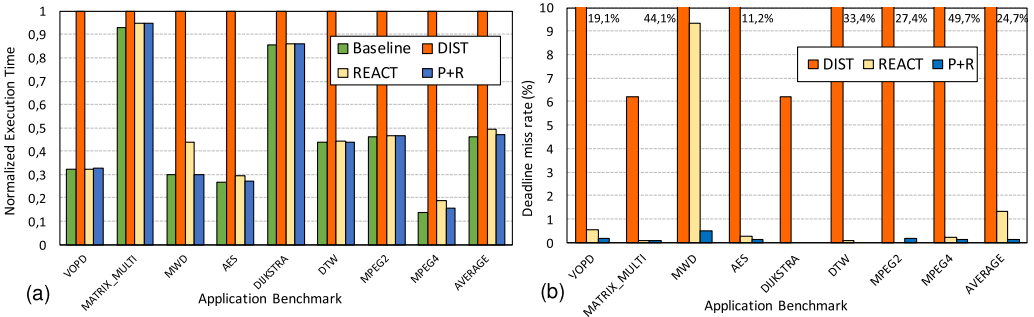 Normalized Execution Time
1
0,9
0,8
0,7
0,6
0,5
0,4
0,3
0,2
0,1
0
Baseline DIST
REACT P+R
VOPD
MATRIX_MULTI
MWD
AES
DIJKSTRA
DTW
MPEG2
MPEG4
AVERAGE
(a)
Application Benchmark
Deadline miss rate (%)
10
9
8
7
6
5
4
3
2
1
0
19,1% 44,1% 11,2% 33,4% 27,4% 49,7% 24,7%
DIST REACT P+R
VOPD
MATRIX_MULTI
MWD
AES
DIJKSTRA
DTW
MPEG2
MPEG4
AVERAGE
(b)
Application Benchmark